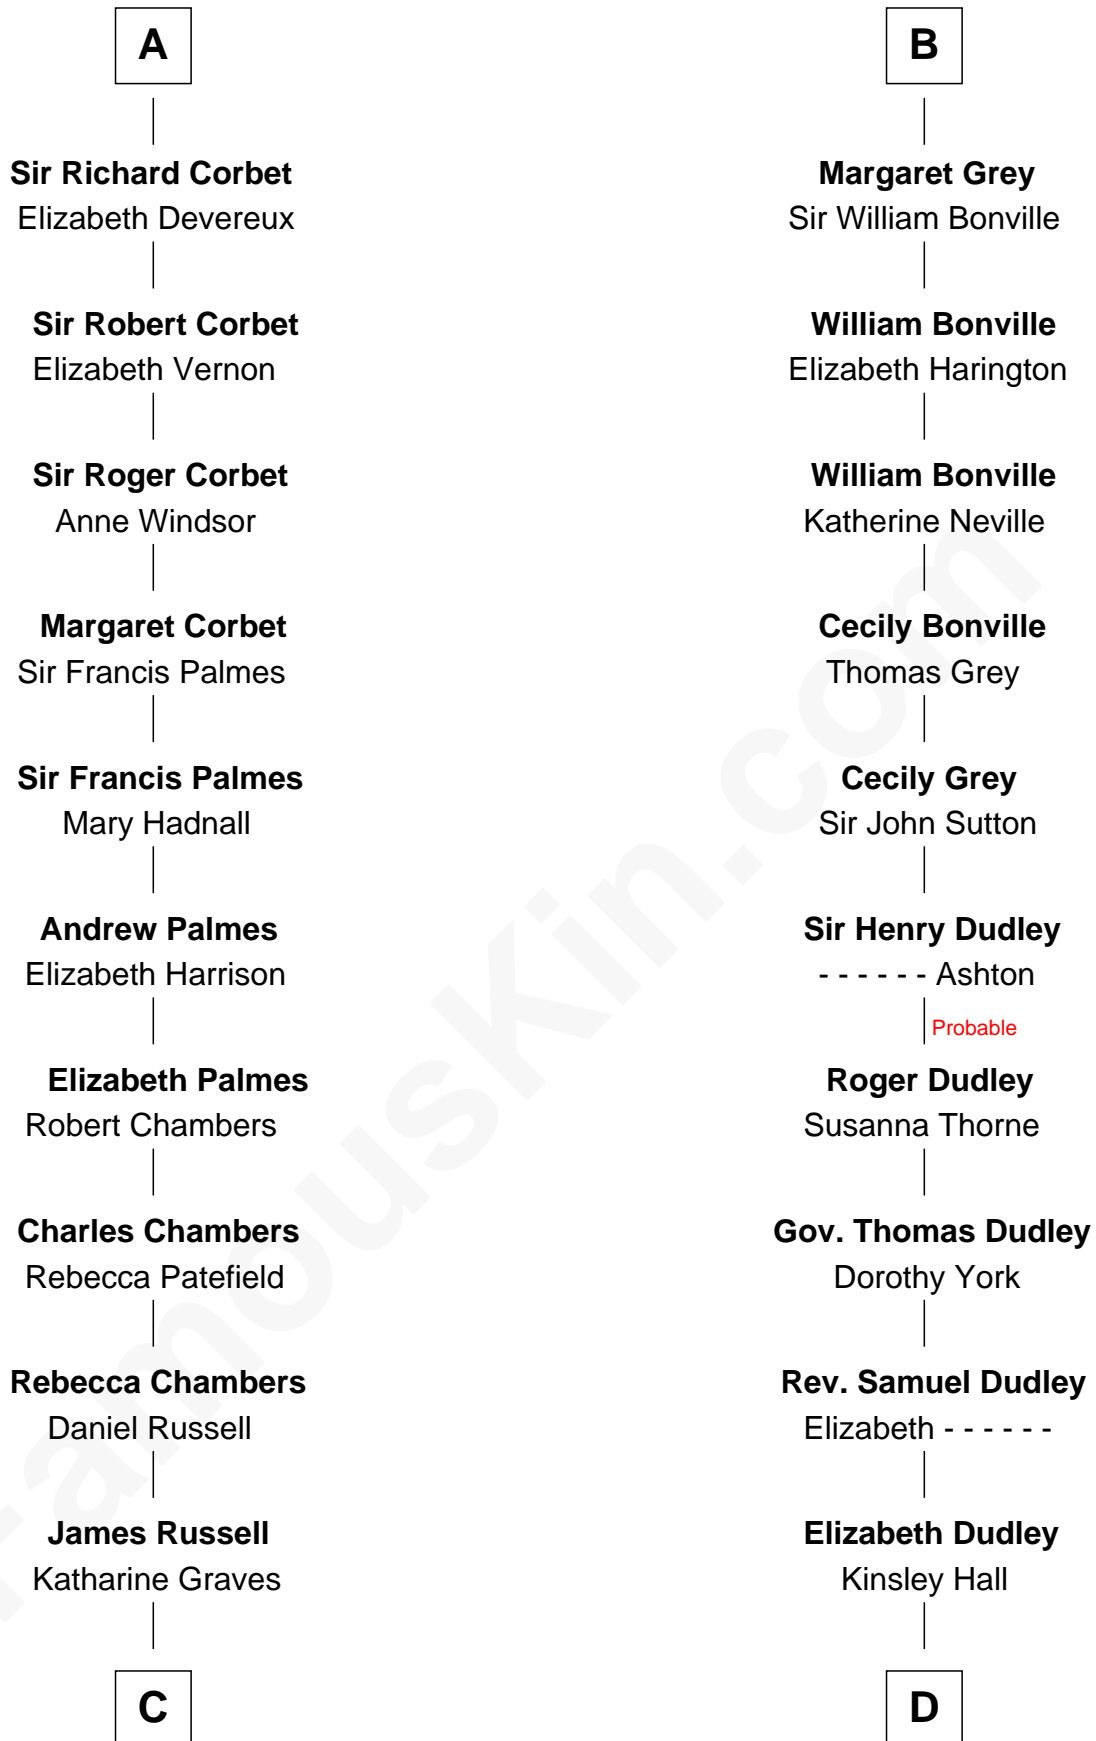 A
Sir Richard Corbet
Elizabeth Devereux
Sir Robert Corbet
Elizabeth Vernon
Sir Roger Corbet
Anne Windsor
Margaret Corbet
Sir Francis Palmes
Sir Francis Palmes
Mary Hadnall
Andrew Palmes
Elizabeth Harrison
Elizabeth Palmes
Robert Chambers
Charles Chambers
Rebecca Patefield
Rebecca Chambers
Daniel Russell
James Russell
Katharine Graves
C
B
Margaret Grey
Sir William Bonville
William Bonville
Elizabeth Harington
William Bonville
Katherine Neville
Cecily Bonville
Thomas Grey
Cecily Grey
Sir John Sutton
Sir Henry Dudley
- - - - - - Ashton
Probable
Roger Dudley
Susanna Thorne
Gov. Thomas Dudley
Dorothy York
Rev. Samuel Dudley
Elizabeth - - - - - -
Elizabeth Dudley
Kinsley Hall
D
FamousKin.com